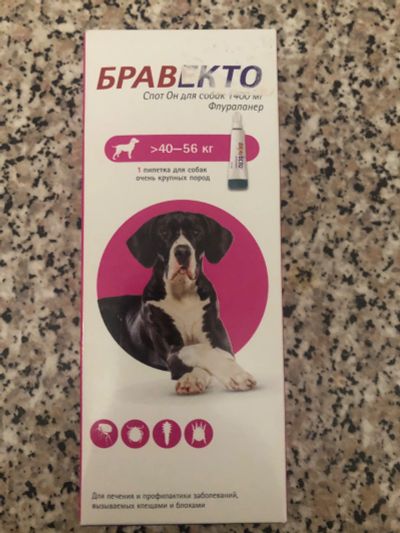 БРАВЕКТО
Спот Он для собак 1400 мг
Флураланер
>40–56 кг
1 пипетка для собак
очень крупных пород
Для лечения и профилактики заболеваний,
вызываемых клещами и блохами